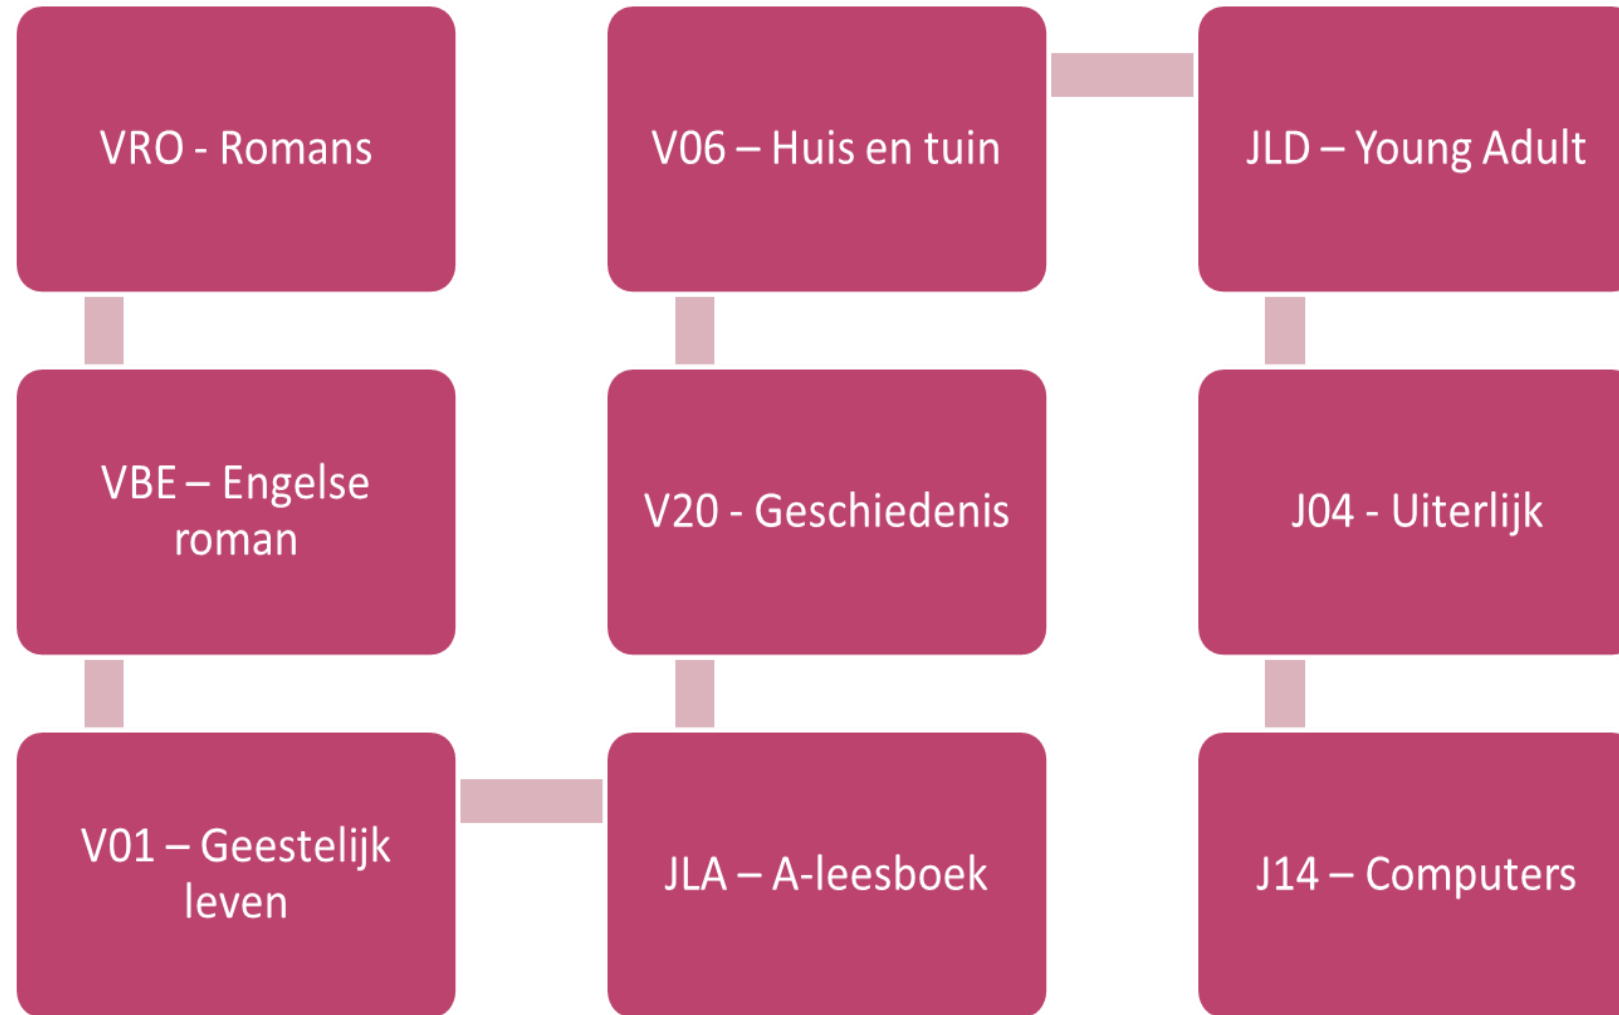 VRO - Romans
VBE – Engelse
roman
V01 – Geestelijk
leven
JLA – A-leesboek
V20 - Geschiedenis
V06 – Huis en tuin
JLD – Young Adult
J04 - Uiterlijk
J14 – Computers